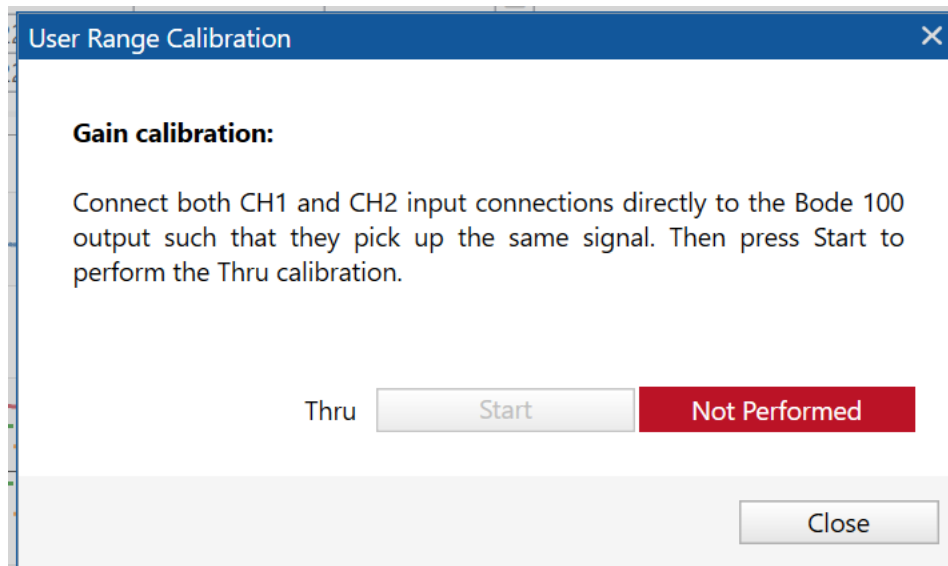 User Range Calibration
Gain calibration:
Connect both CH1 and CH2 input connections directly to the Bode 100
output such that they pick up the same signal. Then press Start to
perform the Thru calibration.
Thru Start Not Performed
Close